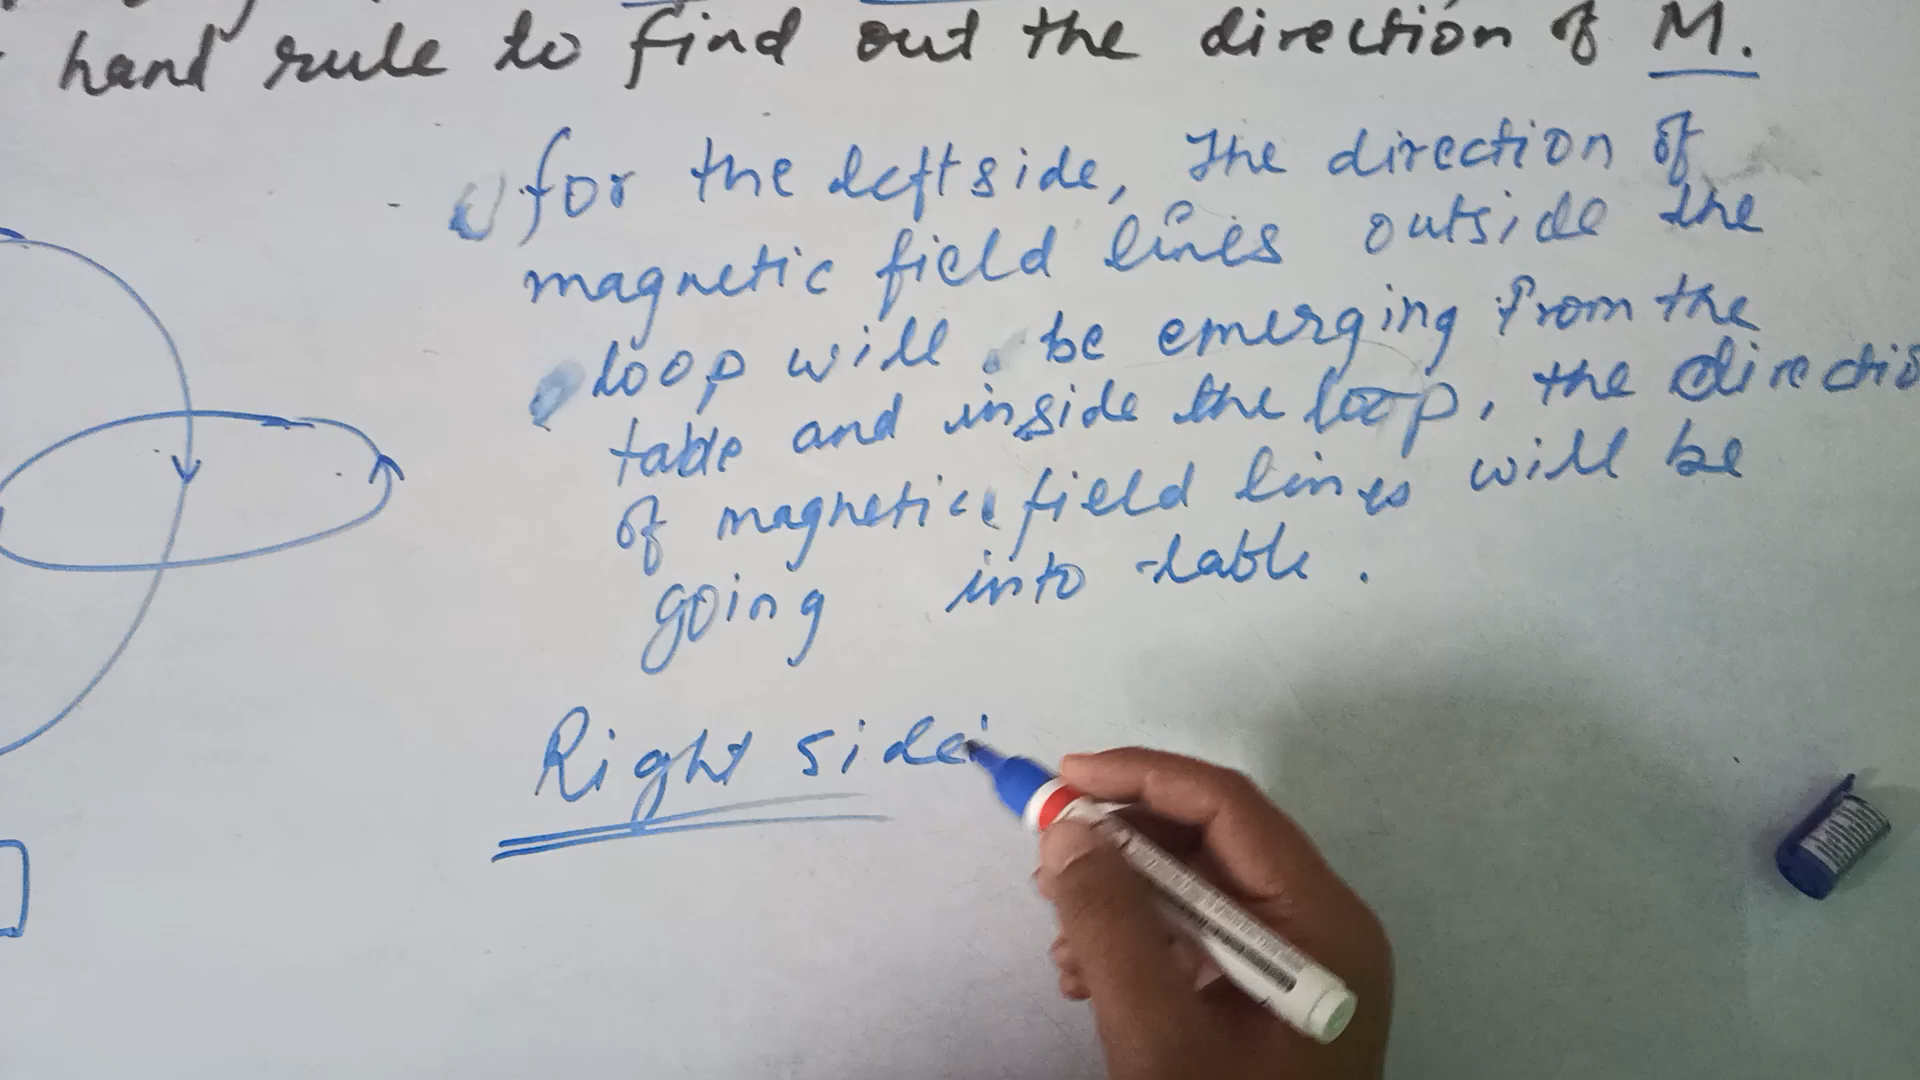 hand rule to find out the direction of M.
for the left side, The direction of
magnetic field lines outside the
loop will be emerging from the
table and inside the loop, the directio
of magnetic field lines will be
going into table.
Right side